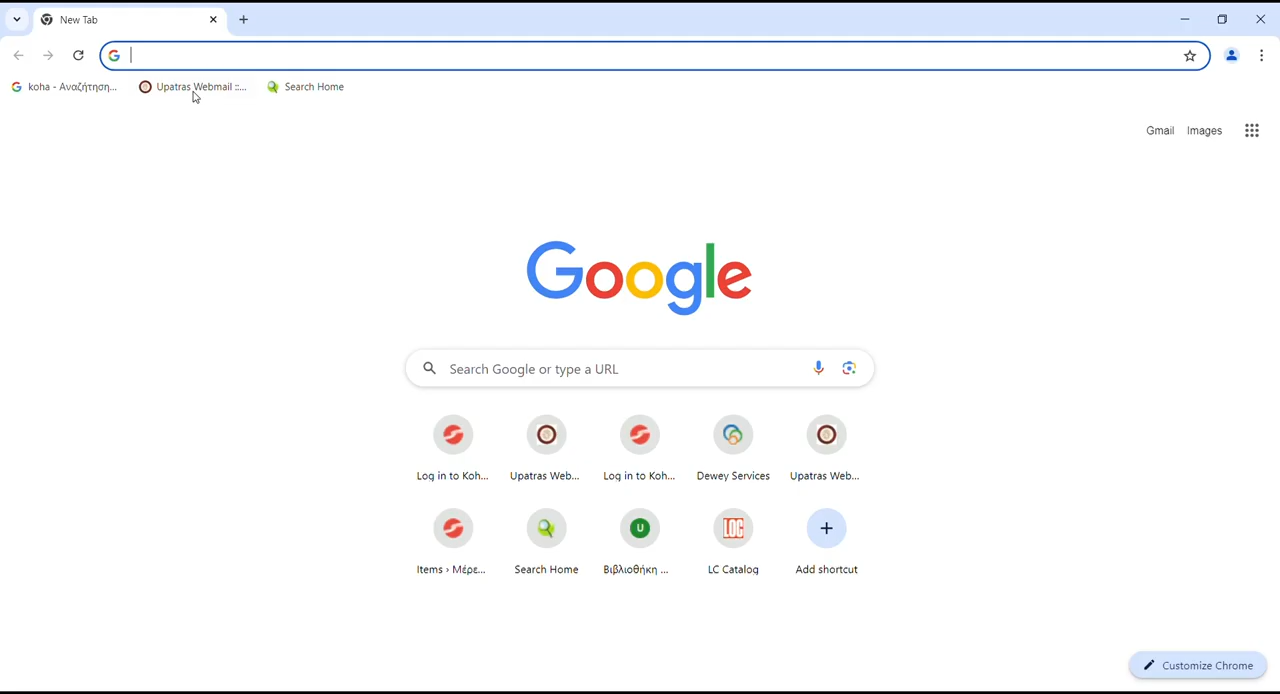 New Tab
koha - Αναζήτηση...
Upatras Webmail ::...
Search Home
Gmail
Images
Google
Search Google or type a URL
Log in to Koh...
Upatras Web...
Log in to Koh...
Dewey Services
Upatras Web...
U
LOC
Items › Μέρε...
Search Home
Βιβλιοθήκη ...
LC Catalog
Add shortcut
Customize Chrome